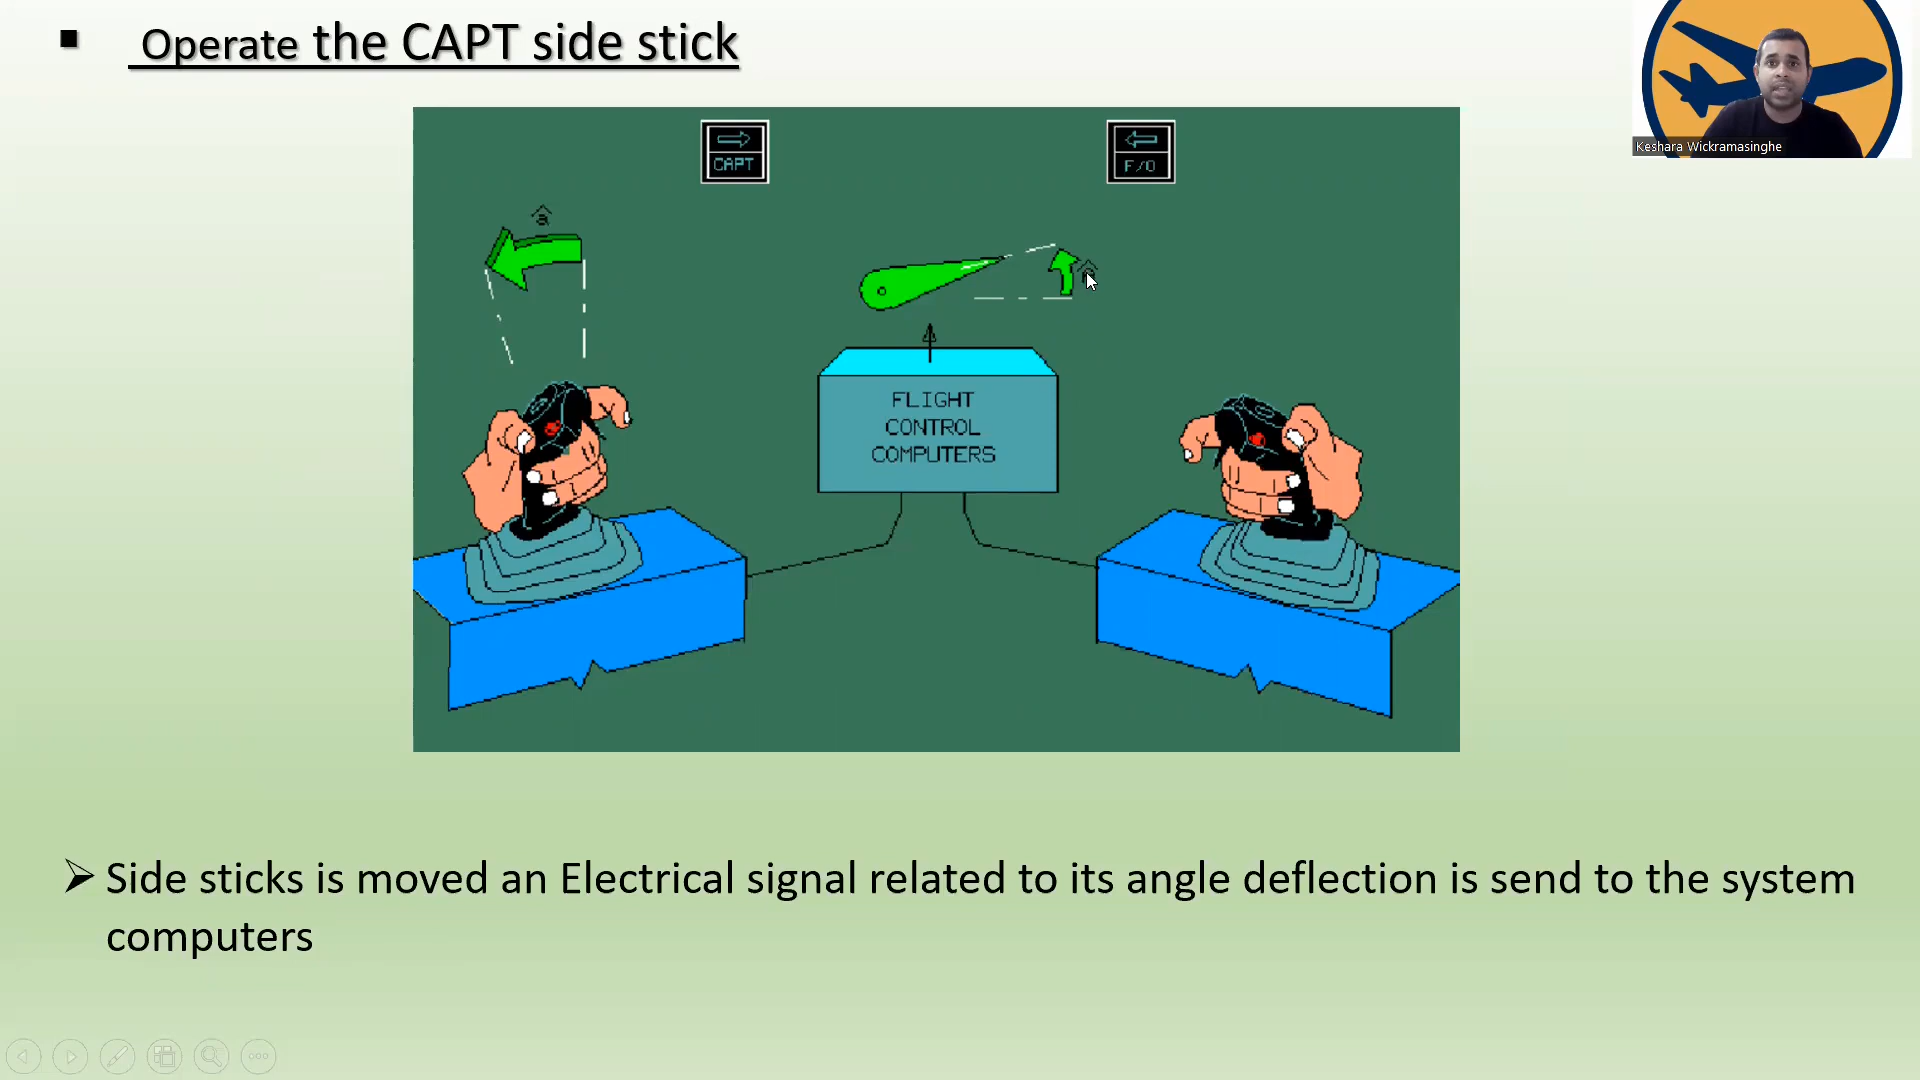 Operate the CAPT side stick
Keshara Wickramasinghe
CAPT
F/O
â
â
FLIGHT
CONTROL
COMPUTERS
Side sticks is moved an Electrical signal related to its angle deflection is send to the system
computers